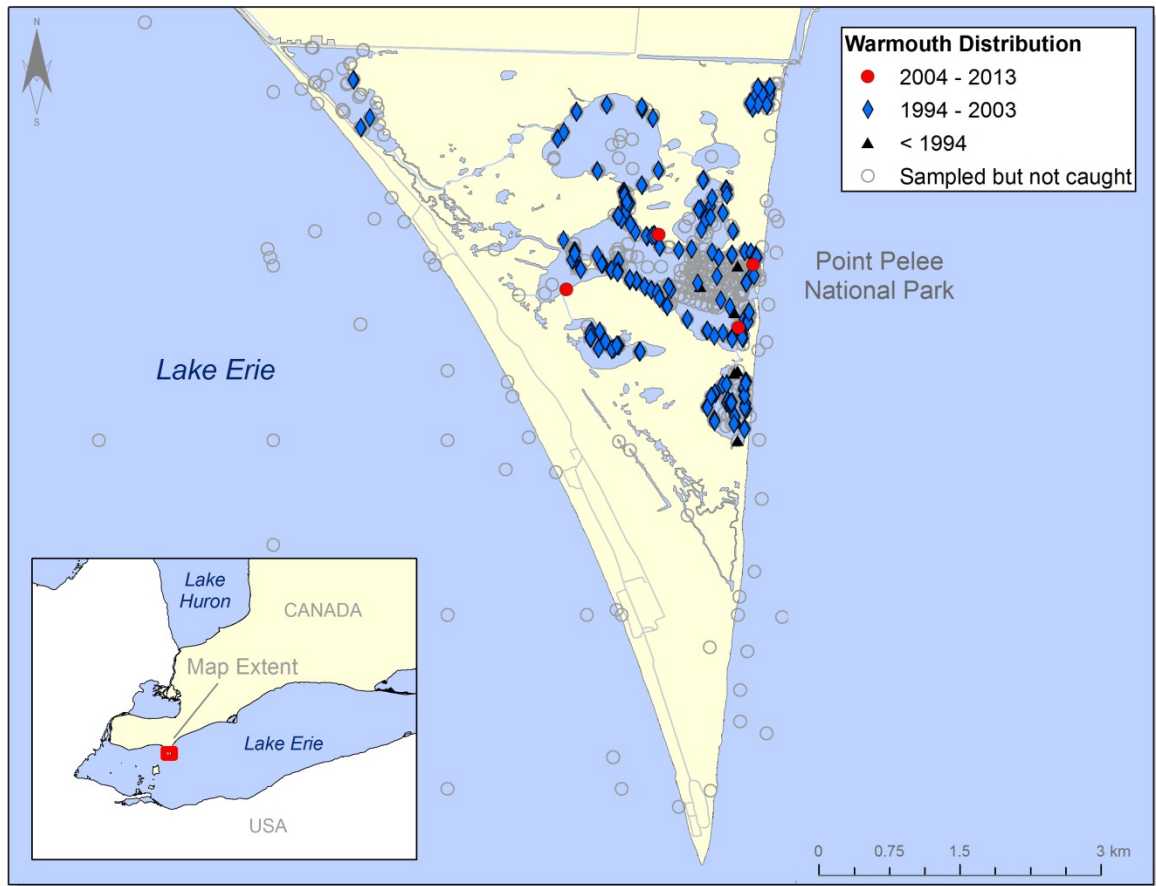 N
S
Warmouth Distribution
2004 - 2013
1994 - 2003
< 1994
Sampled but not caught
Point Pelee
National Park
Lake Erie
Lake
Huron
CANADA
Map Extent
Lake Erie
USA
0 0.75 1.5 3 km